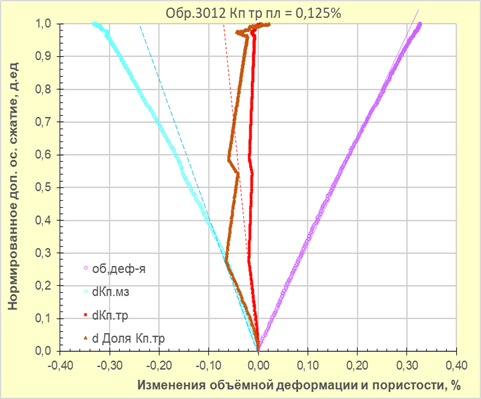 Обр.3012 Кп тр пл = 0,125%
Нормированное доп. ос. сжатие, д.ед
1,0
0,9
0,8
0,7
0,6
0,5
0,4
0,3
0,2
0,1
0,0
об,деф-я
dКп.мз
dКп.тр
d Доля Кп.тр
-0,40 -0,30 -0,20 -0,10 0,00 0,10 0,20 0,30 0,40
Изменения объёмной деформации и пористости, %